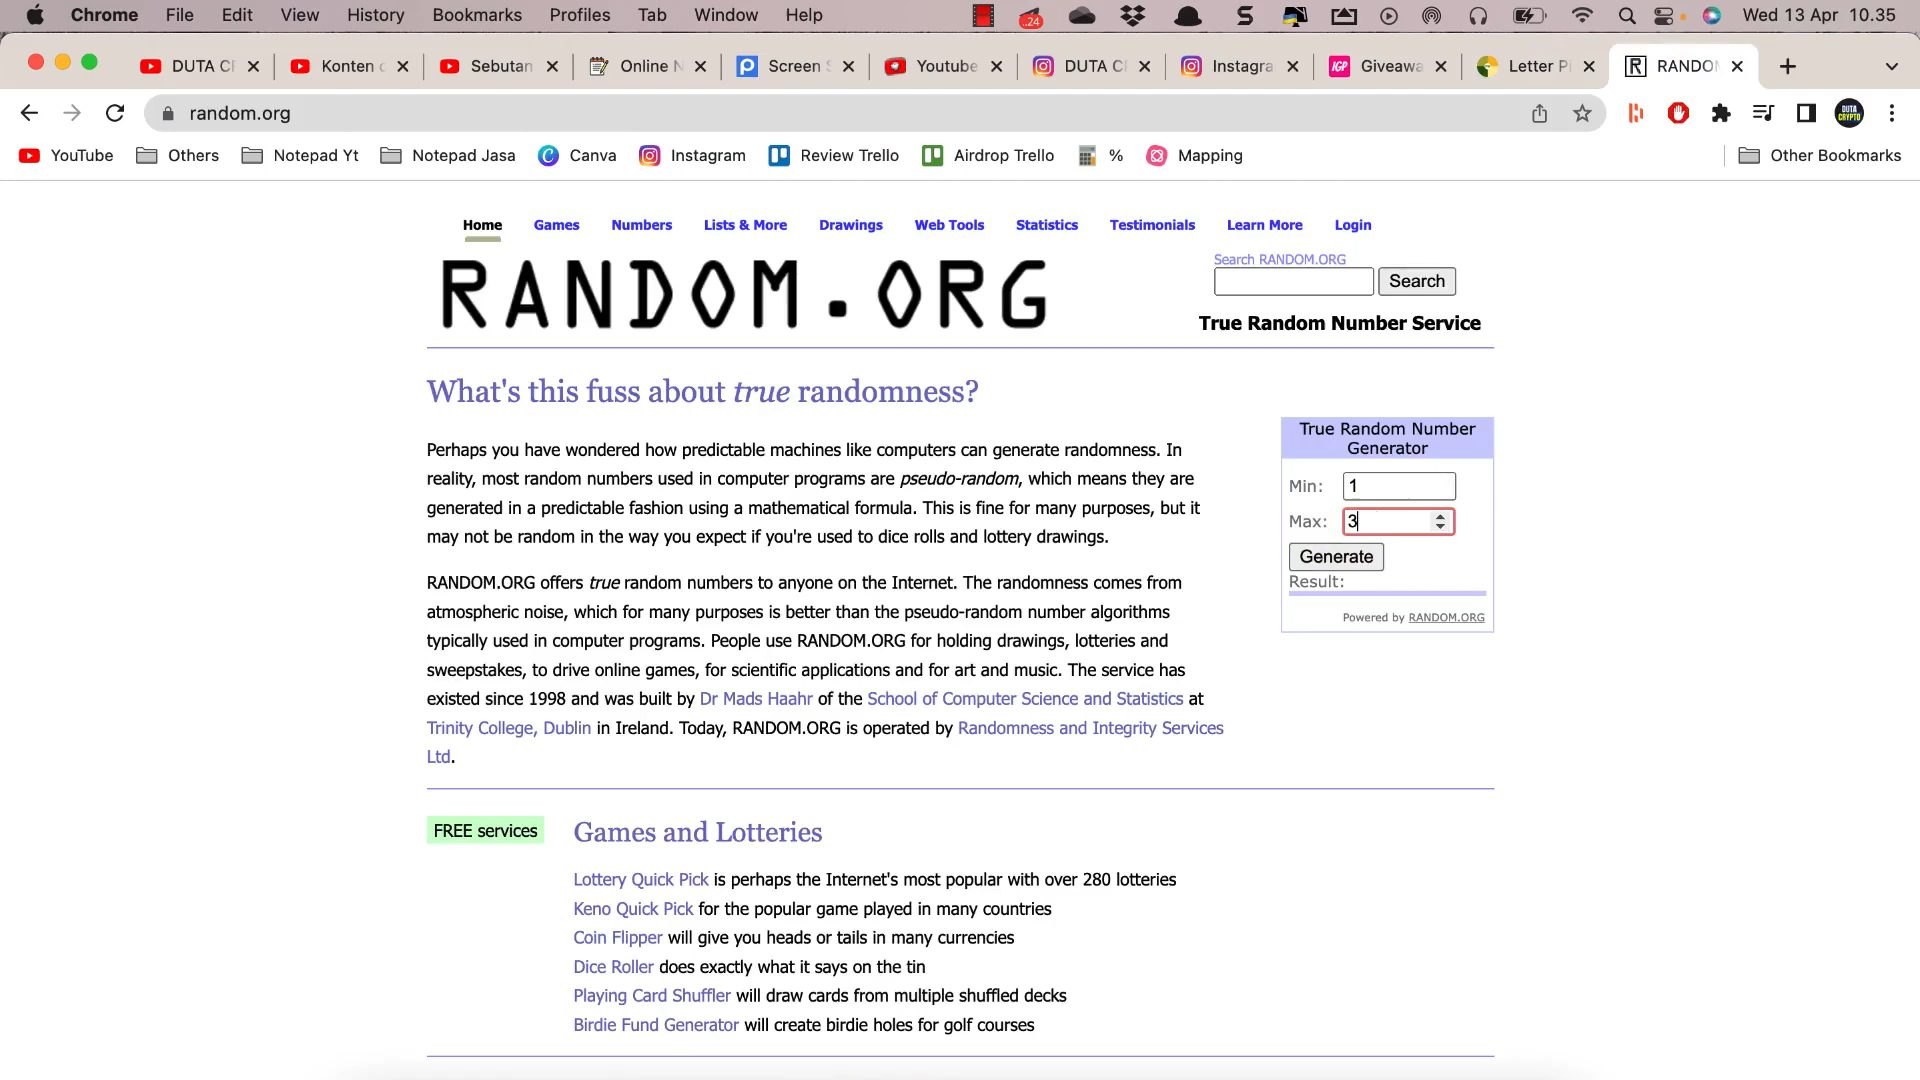 Chrome File Edit View History Bookmarks Profiles Tab Window Help .24 Wed 13 Apr 10.35
DUTA C Konten Sebutan Online Screen Youtube DUTA C Instagra Giveawa Letter P RANDO
random.org
YouTube Others Notepad Yt Notepad Jasa Canva Instagram Review Trello Airdrop Trello % Mapping Other Bookmarks
Home Games Numbers Lists & More Drawings Web Tools Statistics Testimonials Learn More Login
RANDOM.ORG
Search RANDOM.ORG
Search
True Random Number Service
What's this fuss about true randomness?
Perhaps you have wondered how predictable machines like computers can generate randomness. In
reality, most random numbers used in computer programs are pseudo-random, which means they are
generated in a predictable fashion using a mathematical formula. This is fine for many purposes, but it
may not be random in the way you expect if you're used to dice rolls and lottery drawings.
RANDOM.ORG offers true random numbers to anyone on the Internet. The randomness comes from
atmospheric noise, which for many purposes is better than the pseudo-random number algorithms
typically used in computer programs. People use RANDOM.ORG for holding drawings, lotteries and
sweepstakes, to drive online games, for scientific applications and for art and music. The service has
existed since 1998 and was built by Dr Mads Haahr of the School of Computer Science and Statistics at
Trinity College, Dublin in Ireland. Today, RANDOM.ORG is operated by Randomness and Integrity Services
Ltd.
True Random Number
Generator
Min: 1
Max: 3
Generate
Result:
Powered by RANDOM.ORG
FREE services
Games and Lotteries
Lottery Quick Pick is perhaps the Internet's most popular with over 280 lotteries
Keno Quick Pick for the popular game played in many countries
Coin Flipper will give you heads or tails in many currencies
Dice Roller does exactly what it says on the tin
Playing Card Shuffler will draw cards from multiple shuffled decks
Birdie Fund Generator will create birdie holes for golf courses